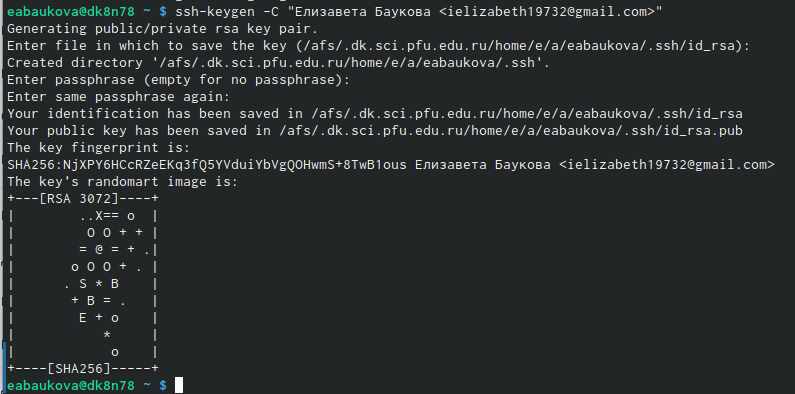 eabaukova@dk8n78 ~ $ ssh-keygen -C "Елизавета Баукова <ielizabeth19732@gmail.com>"
Generating public/private rsa key pair.
Enter file in which to save the key (/afs/.dk.sci.pfu.edu.ru/home/e/a/eabaukova/.ssh/id_rsa):
Created directory '/afs/.dk.sci.pfu.edu.ru/home/e/a/eabaukova/.ssh'.
Enter passphrase (empty for no passphrase):
Enter same passphrase again:
Your identification has been saved in /afs/.dk.sci.pfu.edu.ru/home/e/a/eabaukova/.ssh/id_rsa
Your public key has been saved in /afs/.dk.sci.pfu.edu.ru/home/e/a/eabaukova/.ssh/id_rsa.pub
The key fingerprint is:
SHA256:NjXPY6HCcRZeEKq3fQ5YVduiYbVgQOHwmS+8TwB1ous Елизавета Баукова <ielizabeth19732@gmail.com>
The key's randomart image is:
+---[RSA 3072]----+
|        ..X== o  |
|         O O + + |
|        = @ = + .|
|       o O O + . |
|      . S * B    |
|       + B = .   |
|        E + o    |
|           *     |
|            o    |
+----[SHA256]-----+
eabaukova@dk8n78 ~ $